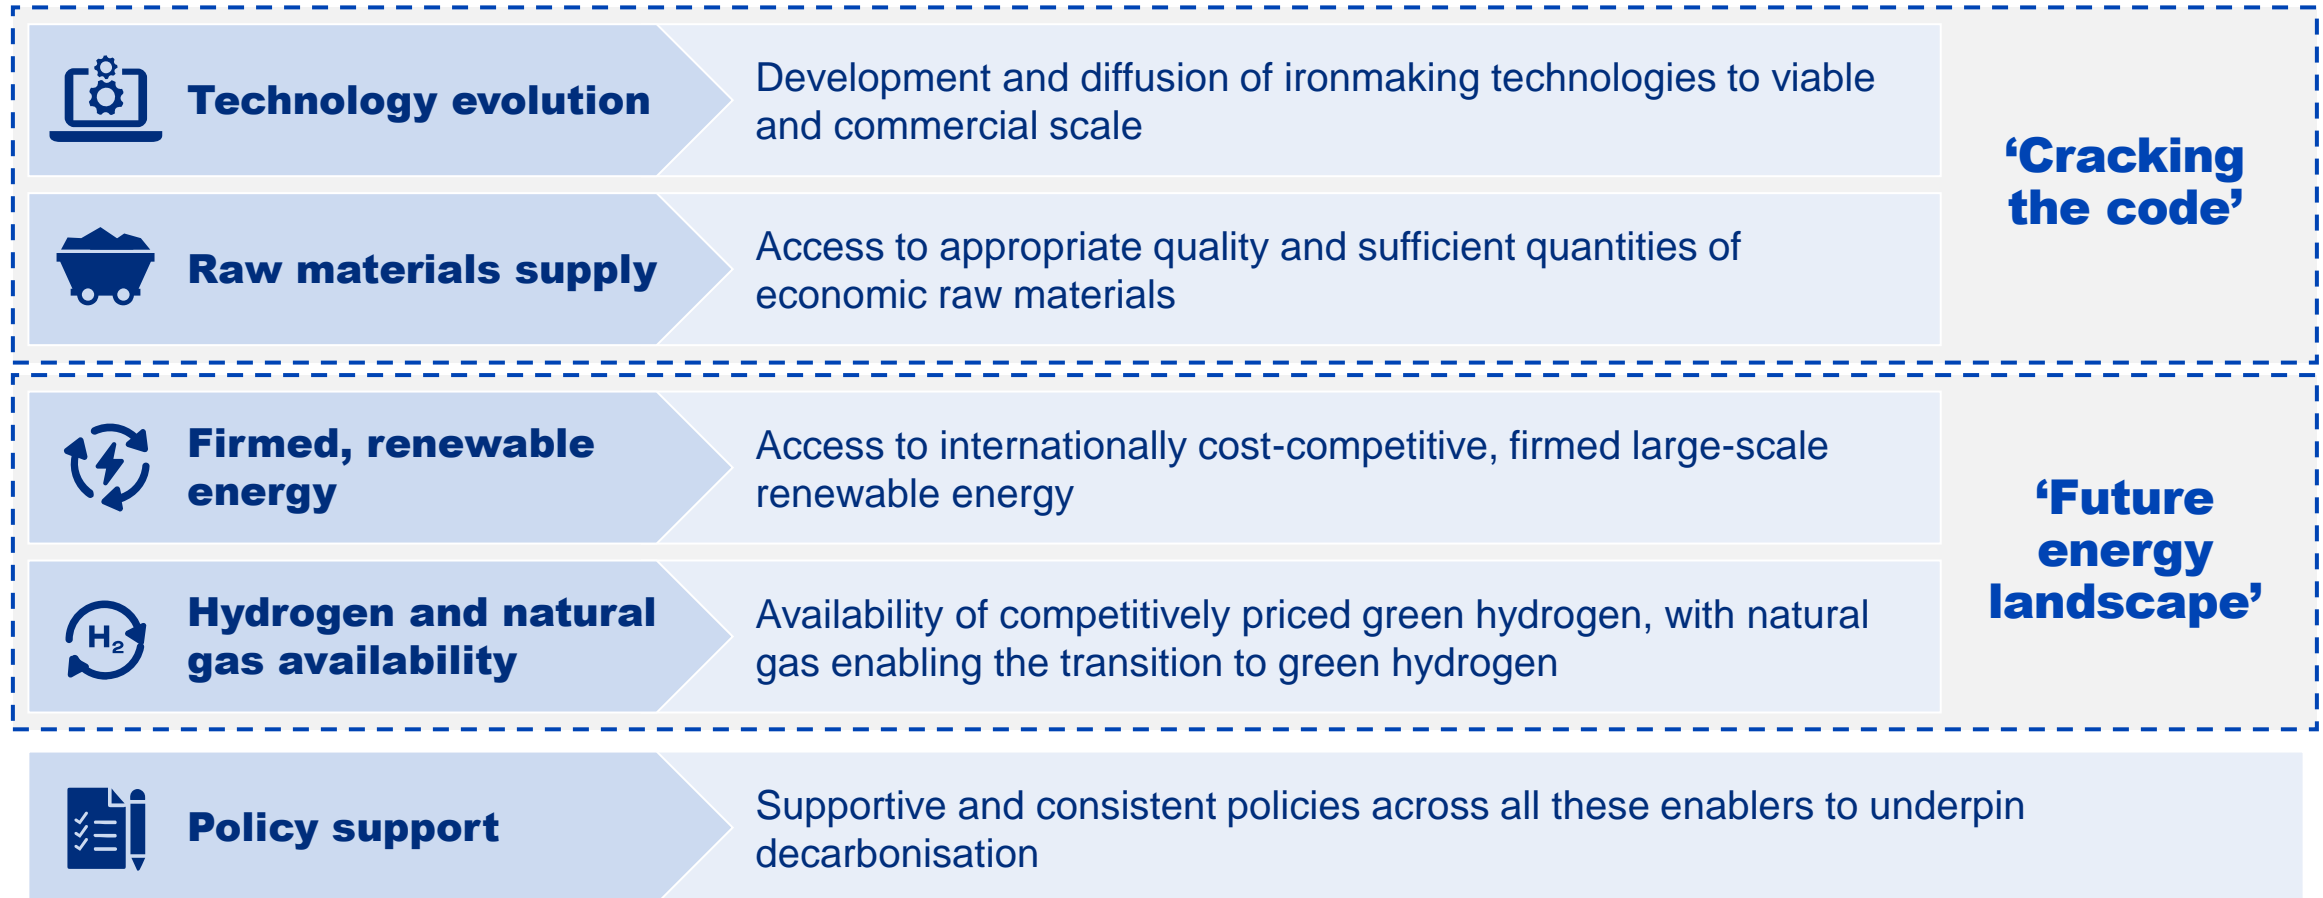 Technology evolution
Development and diffusion of ironmaking technologies to viable
and commercial scale
Raw materials supply
Access to appropriate quality and sufficient quantities of
economic raw materials
‘Cracking
the code’
Firmed, renewable
energy
Access to internationally cost-competitive, firmed large-scale
renewable energy
H₂
Hydrogen and natural
gas availability
Availability of competitively priced green hydrogen, with natural
gas enabling the transition to green hydrogen
‘Future
energy
landscape’
Policy support
Supportive and consistent policies across all these enablers to underpin
decarbonisation